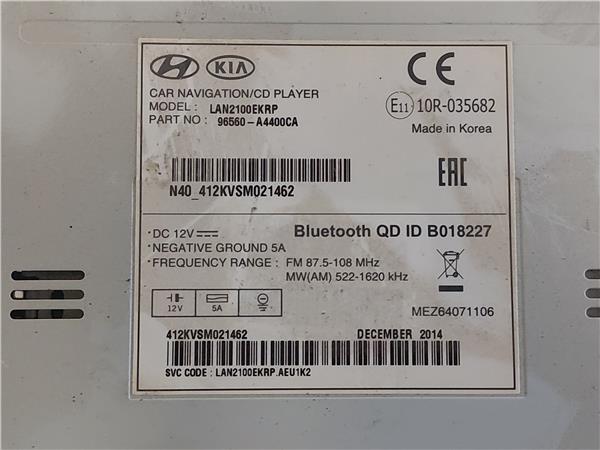 KIA
CE
CAR NAVIGATION/CD PLAYER
MODEL : LAN2100EKRP
PART NO : 96560-A4400CA
E11 10R-035682
Made in Korea
N40_412KVSM021462
EAC
• DC 12V
• NEGATIVE GROUND 5A
• FREQUENCY RANGE : FM 87.5-108 MHz
MW(AM) 522-1620 kHz
Bluetooth QD ID B018227
12V 5A
MEZ64071106
412KVSM021462 DECEMBER 2014
SVC CODE : LAN2100EKRP.AEU1K2